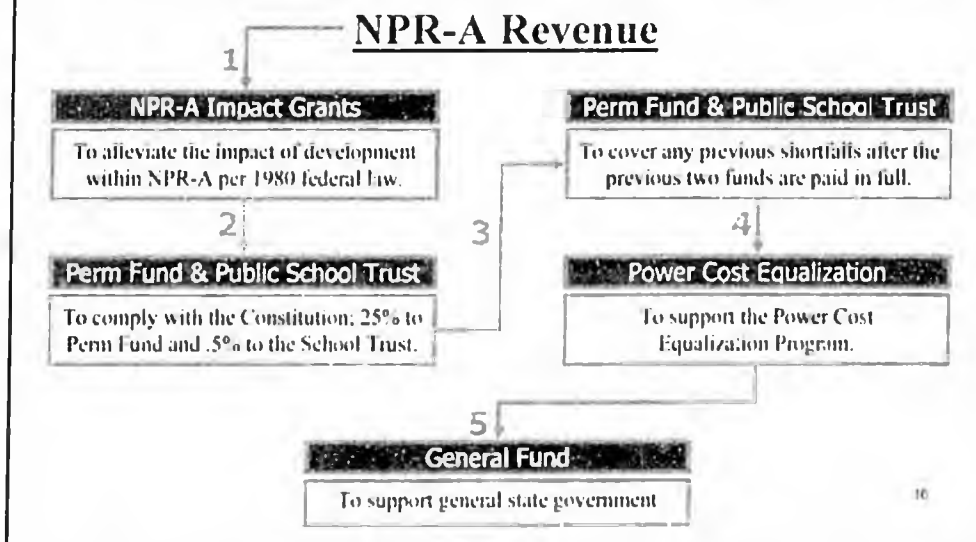 NPR-A Revenue
1
NPR-A Impact Grants
To alleviate the impact of development
within NPR-A per 1980 federal law.
2
Perm Fund & Public School Trust
To comply with the Constitution; 25% to
Perm Fund and .5% to the School Trust.
3
Perm Fund & Public School Trust
To cover any previous shortfalls after the
previous two funds are paid in full.
4
Power Cost Equalization
To support the Power Cost
Equalization Program.
5
General Fund
To support general state government